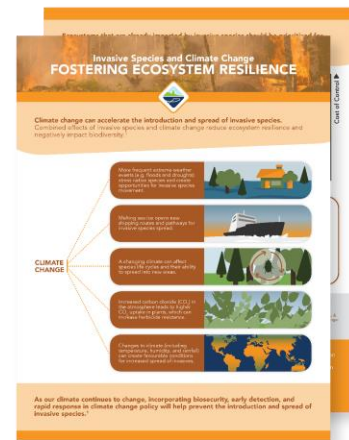 Invasive Species and Climate Change
FOSTERING ECOSYSTEM RESILIENCE
Climate change can accelerate the introduction and spread of invasive species.
Combined effects of invasive species and climate change reduce ecosystem resilience and
negatively impact biodiversity.
More frequent extreme weather
events (e.g. floods and droughts)
stress native species and create
opportunities for invasive species
movement.
Melting sea ice opens new
shipping routes and pathways for
invasive species spread.
A changing climate can affect
species life cycles and their ability
to spread into new areas.
CLIMATE
CHANGE
Increased carbon dioxide (CO₂) in
the atmosphere leads to higher
CO₂ uptake in plants, which can
increase herbicide resistance.
Changes to climate (including
temperature, humidity, and rainfall)
can create favourable conditions
for increased spread of invasives.
As our climate continues to change, incorporating biosecurity, early detection, and
rapid response in climate change policy will help prevent the introduction and spread of
invasive species.¹
Cost of Control